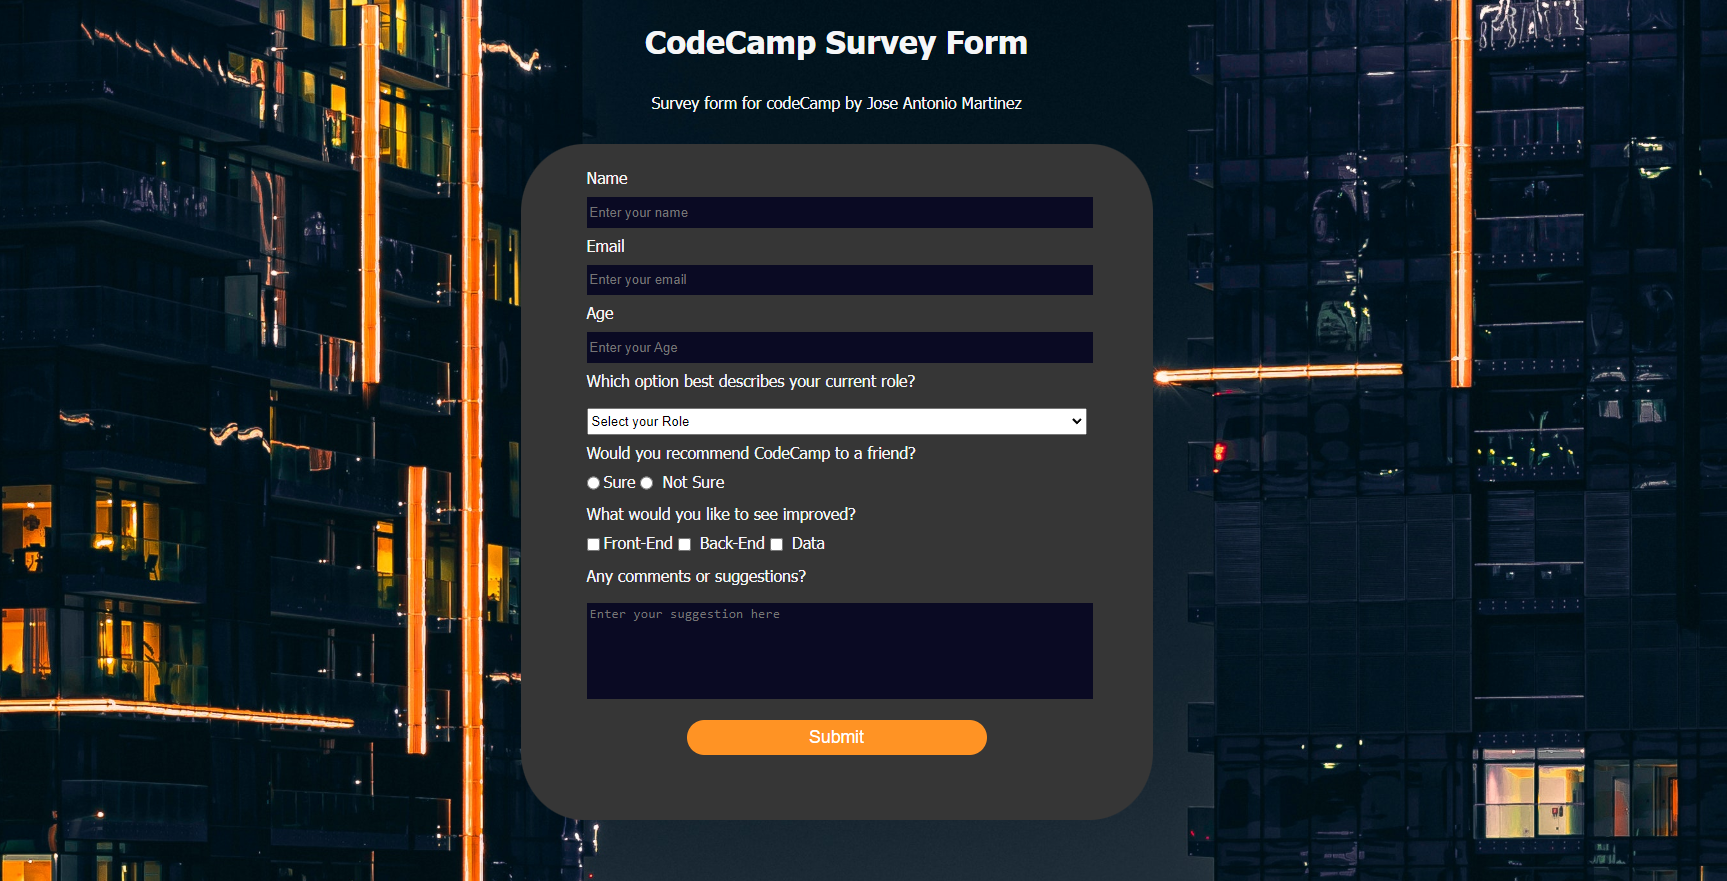 CodeCamp Survey Form
Survey form for codeCamp by Jose Antonio Martinez
Name
Enter your name
Email
Enter your email
Age
Enter your Age
Which option best describes your current role?
Select your Role
Would you recommend CodeCamp to a friend?
Sure Not Sure
What would you like to see improved?
Front-End Back-End Data
Any comments or suggestions?
Enter your suggestion here
Submit